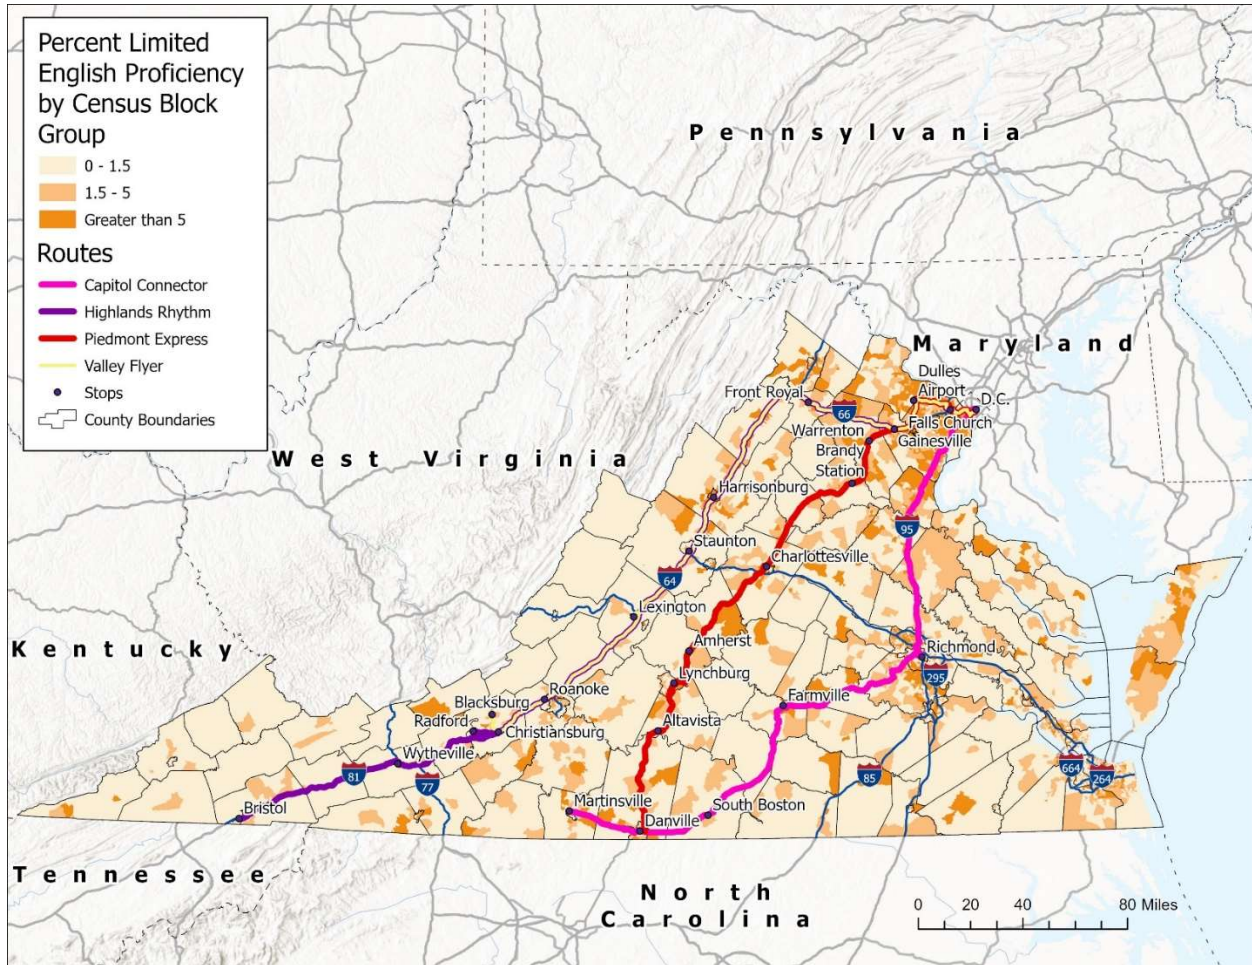 Percent Limited
English Proficiency
by Census Block
Group
0 - 1.5
1.5 - 5
Greater than 5
Routes
Capitol Connector
Highlands Rhythm
Piedmont Express
Valley Flyer
Stops
County Boundaries
Pennsylvania
Maryland
Dulles
Airport
D.C.
Front Royal
66
Falls Church
Warrenton
Gainesville
Brandy
Station
West Virginia
Harrisonburg
95
Staunton
Charlottesville
64
Lexington
Kentucky
Amherst
Richmond
Lynchburg
295
Roanoke
Blacksburg
Farmville
Radford
Christiansburg
Altavista
Wytheville
81
77
85
664
264
Bristol
Martinsville
South Boston
Danville
Tennessee
North
Carolina
0 20 40 80 Miles